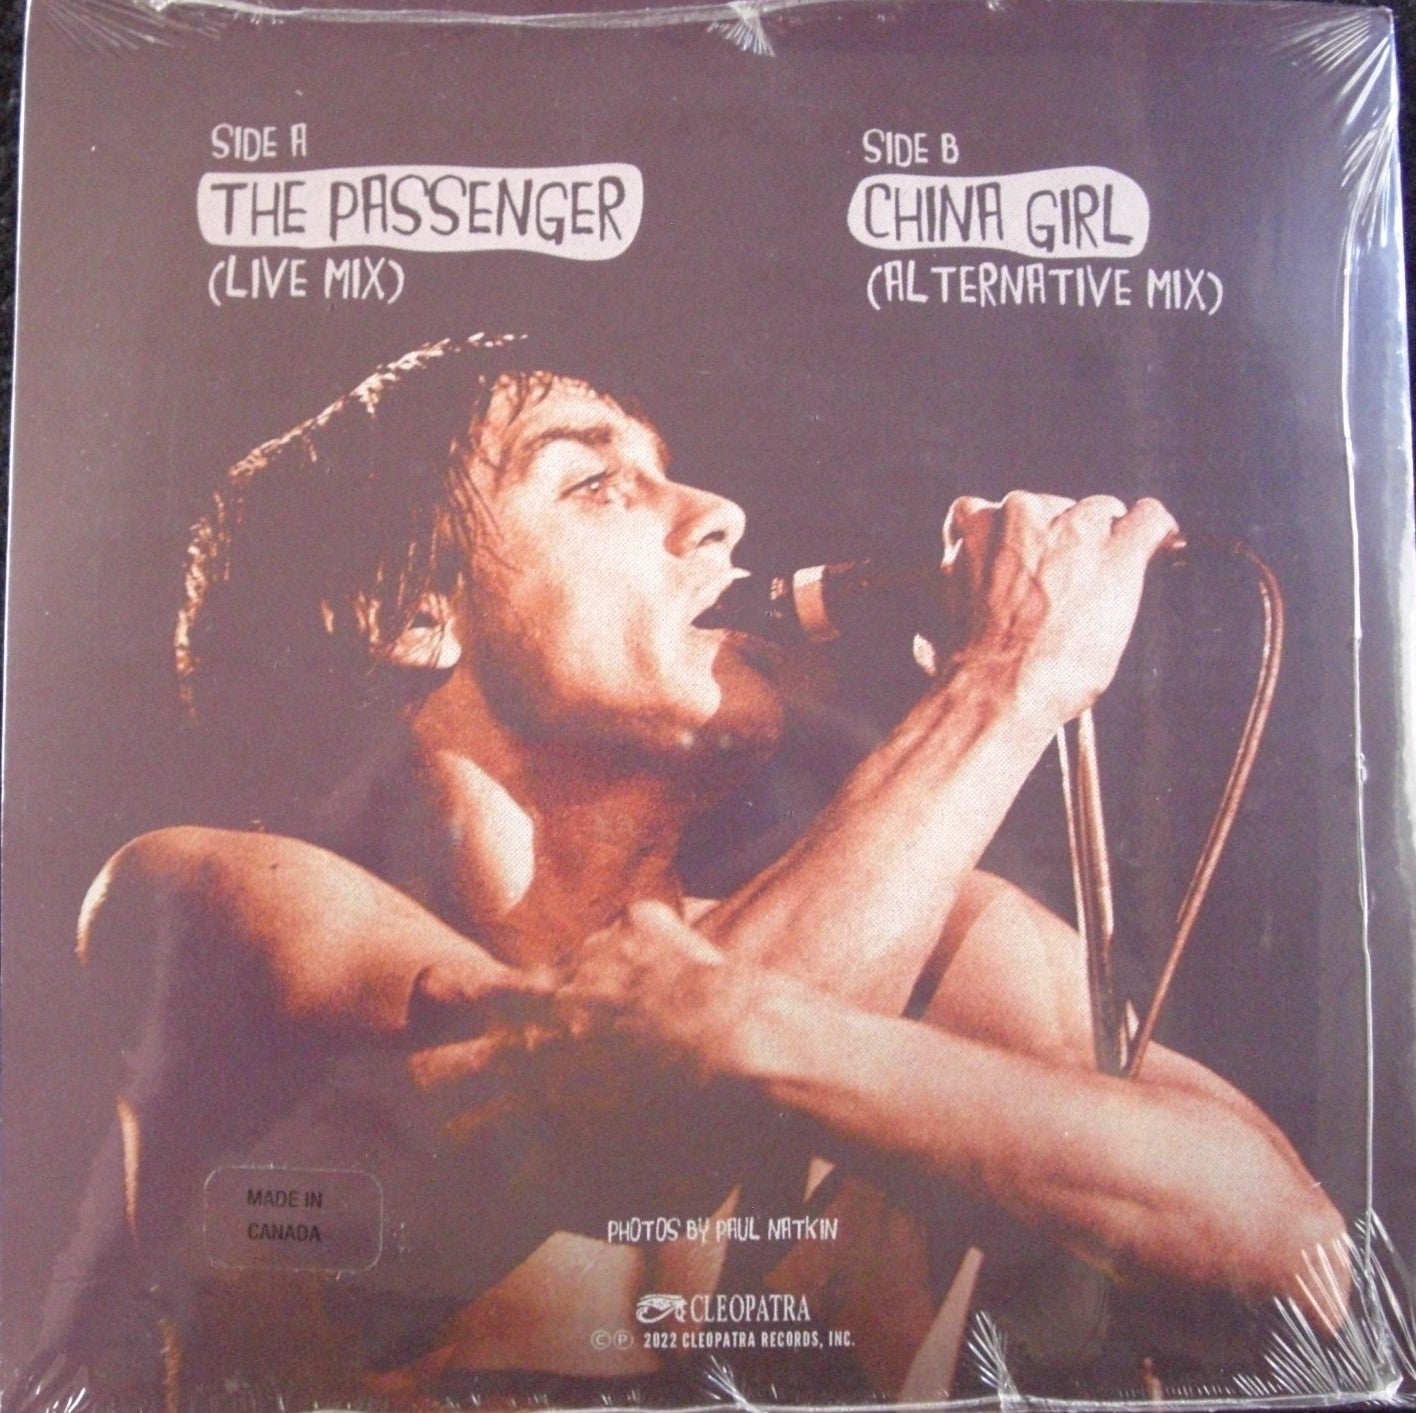 SIDE A
THE PASSENGER
(LIVE MIX)
SIDE B
CHINA GIRL
(ALTERNATIVE MIX)
MADE IN
CANADA
PHOTOS BY PAUL NATKIN
CLEOPATRA
© ℗ 2022 CLEOPATRA RECORDS, INC.